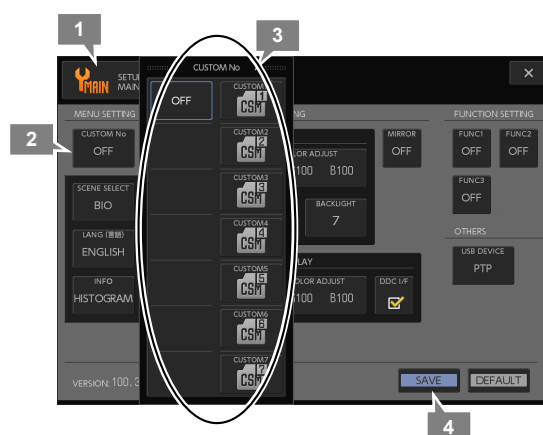 1
3
CUSTOM No
MAIN
SETU
MAIN
MENU SETTING
NG
FUNCTION SETTING
2
CUSTOM No
OFF
OFF
CUSTOM1
CSM 1
CUSTOM2
CSM 2
CUSTOM3
CSM 3
CUSTOM4
CSM 4
CUSTOM5
CSM 5
CUSTOM6
CSM 6
CUSTOM7
CSM 7
SCENE SELECT
BIO
LANG (言語)
ENGLISH
INFO
HISTOGRAM
LOR ADJUST
100 B100
BACKLIGHT
7
MIRROR
OFF
LAY
OLOR ADJUST
100 B100
DDC I/F
FUNC1
OFF
FUNC2
OFF
FUNC3
OFF
OTHERS
USB DEVICE
PTP
VERSION: 100. 3
SAVE
DEFAULT
4